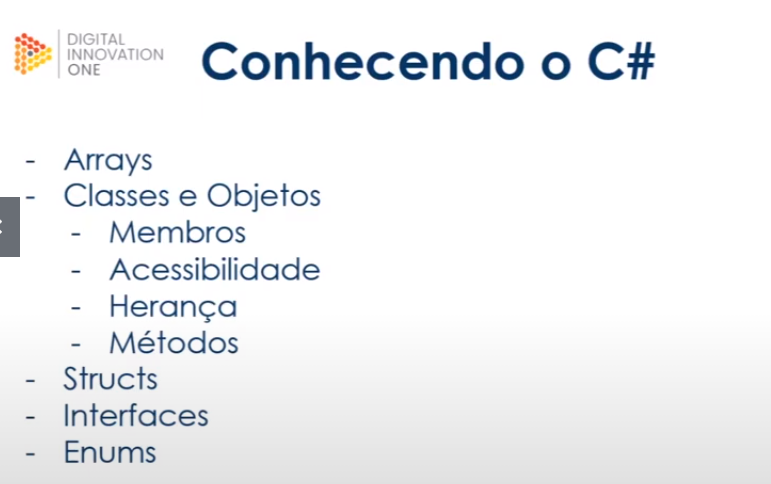 DIGITAL
INNOVATION
ONE
Conhecendo o C#
- Arrays
- Classes e Objetos
- Membros
- Acessibilidade
- Herança
- Métodos
- Structs
- Interfaces
- Enums